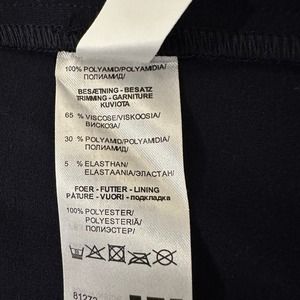 100% POLYAMID/POLYAMIDIA/
ПОЛИАМИД/
BESÆTNING - BESATZ
TRIMMING - GARNITURE
KUVIOTA
65 % VISCOSE/VISKOOSIA/
ВИСКОЗА/
30 % POLYAMID/POLYAMIDIA/
ПОЛИАМИД/
5 % ELASTHAN/
ELASTAANIA/ЭЛАСТАН/
FOER - FUTTER - LINING
PATURE - VUORI - подкладка
100% POLYESTER/
POLYESTERIÄ/
ПОЛИЭСТЕР/